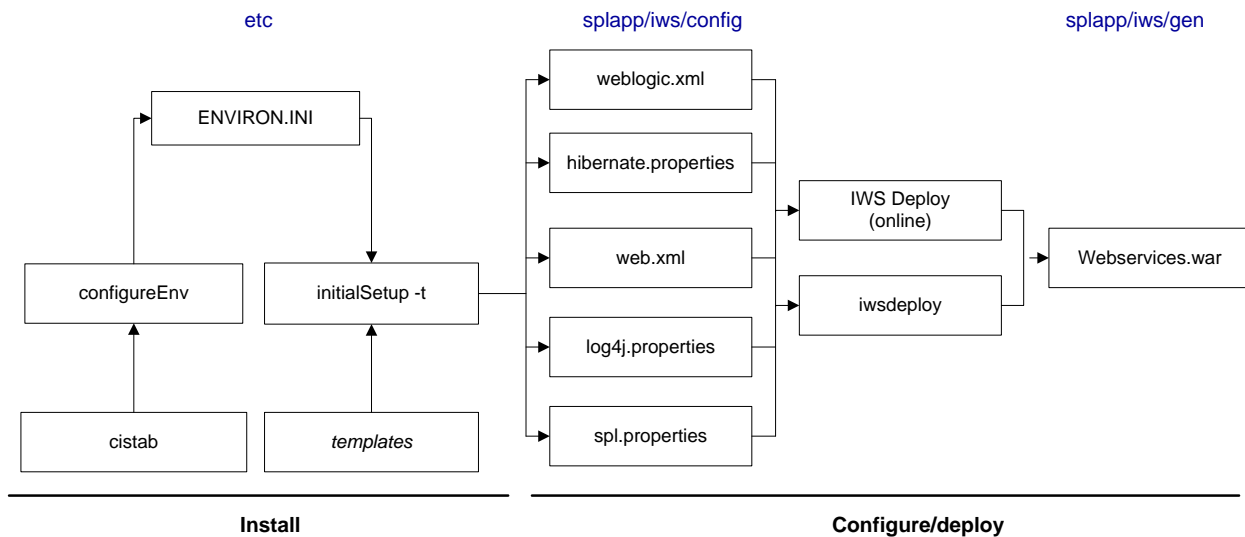 etc
splapp/iws/config
splapp/iws/gen
ENVIRON.INI
configureEnv
initialSetup -t
cistab
templates
weblogic.xml
hibernate.properties
web.xml
log4j.properties
spl.properties
IWS Deploy
(online)
iwsdeploy
Webservices.war
Install
Configure/deploy